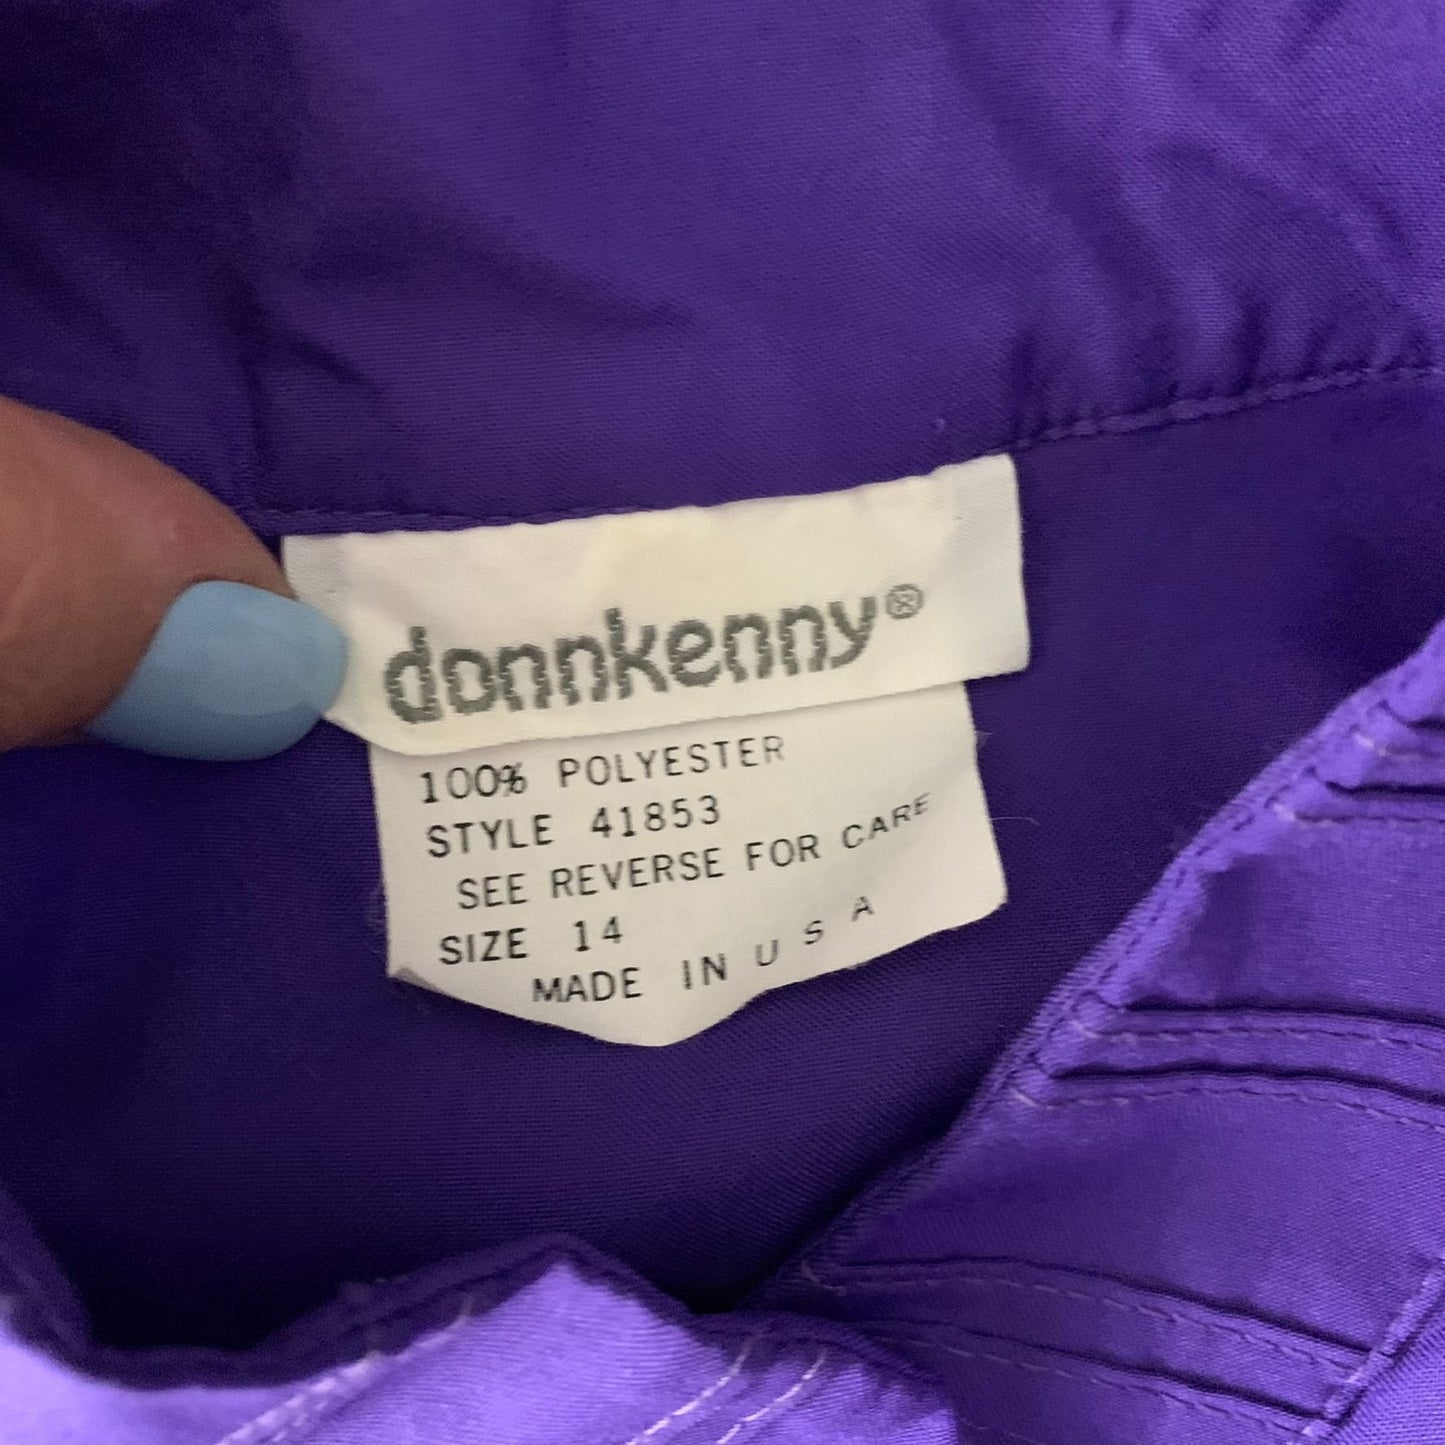 donnkenny®
100% POLYESTER
STYLE 41853
SEE REVERSE FOR CARE
SIZE 14
MADE IN U S A